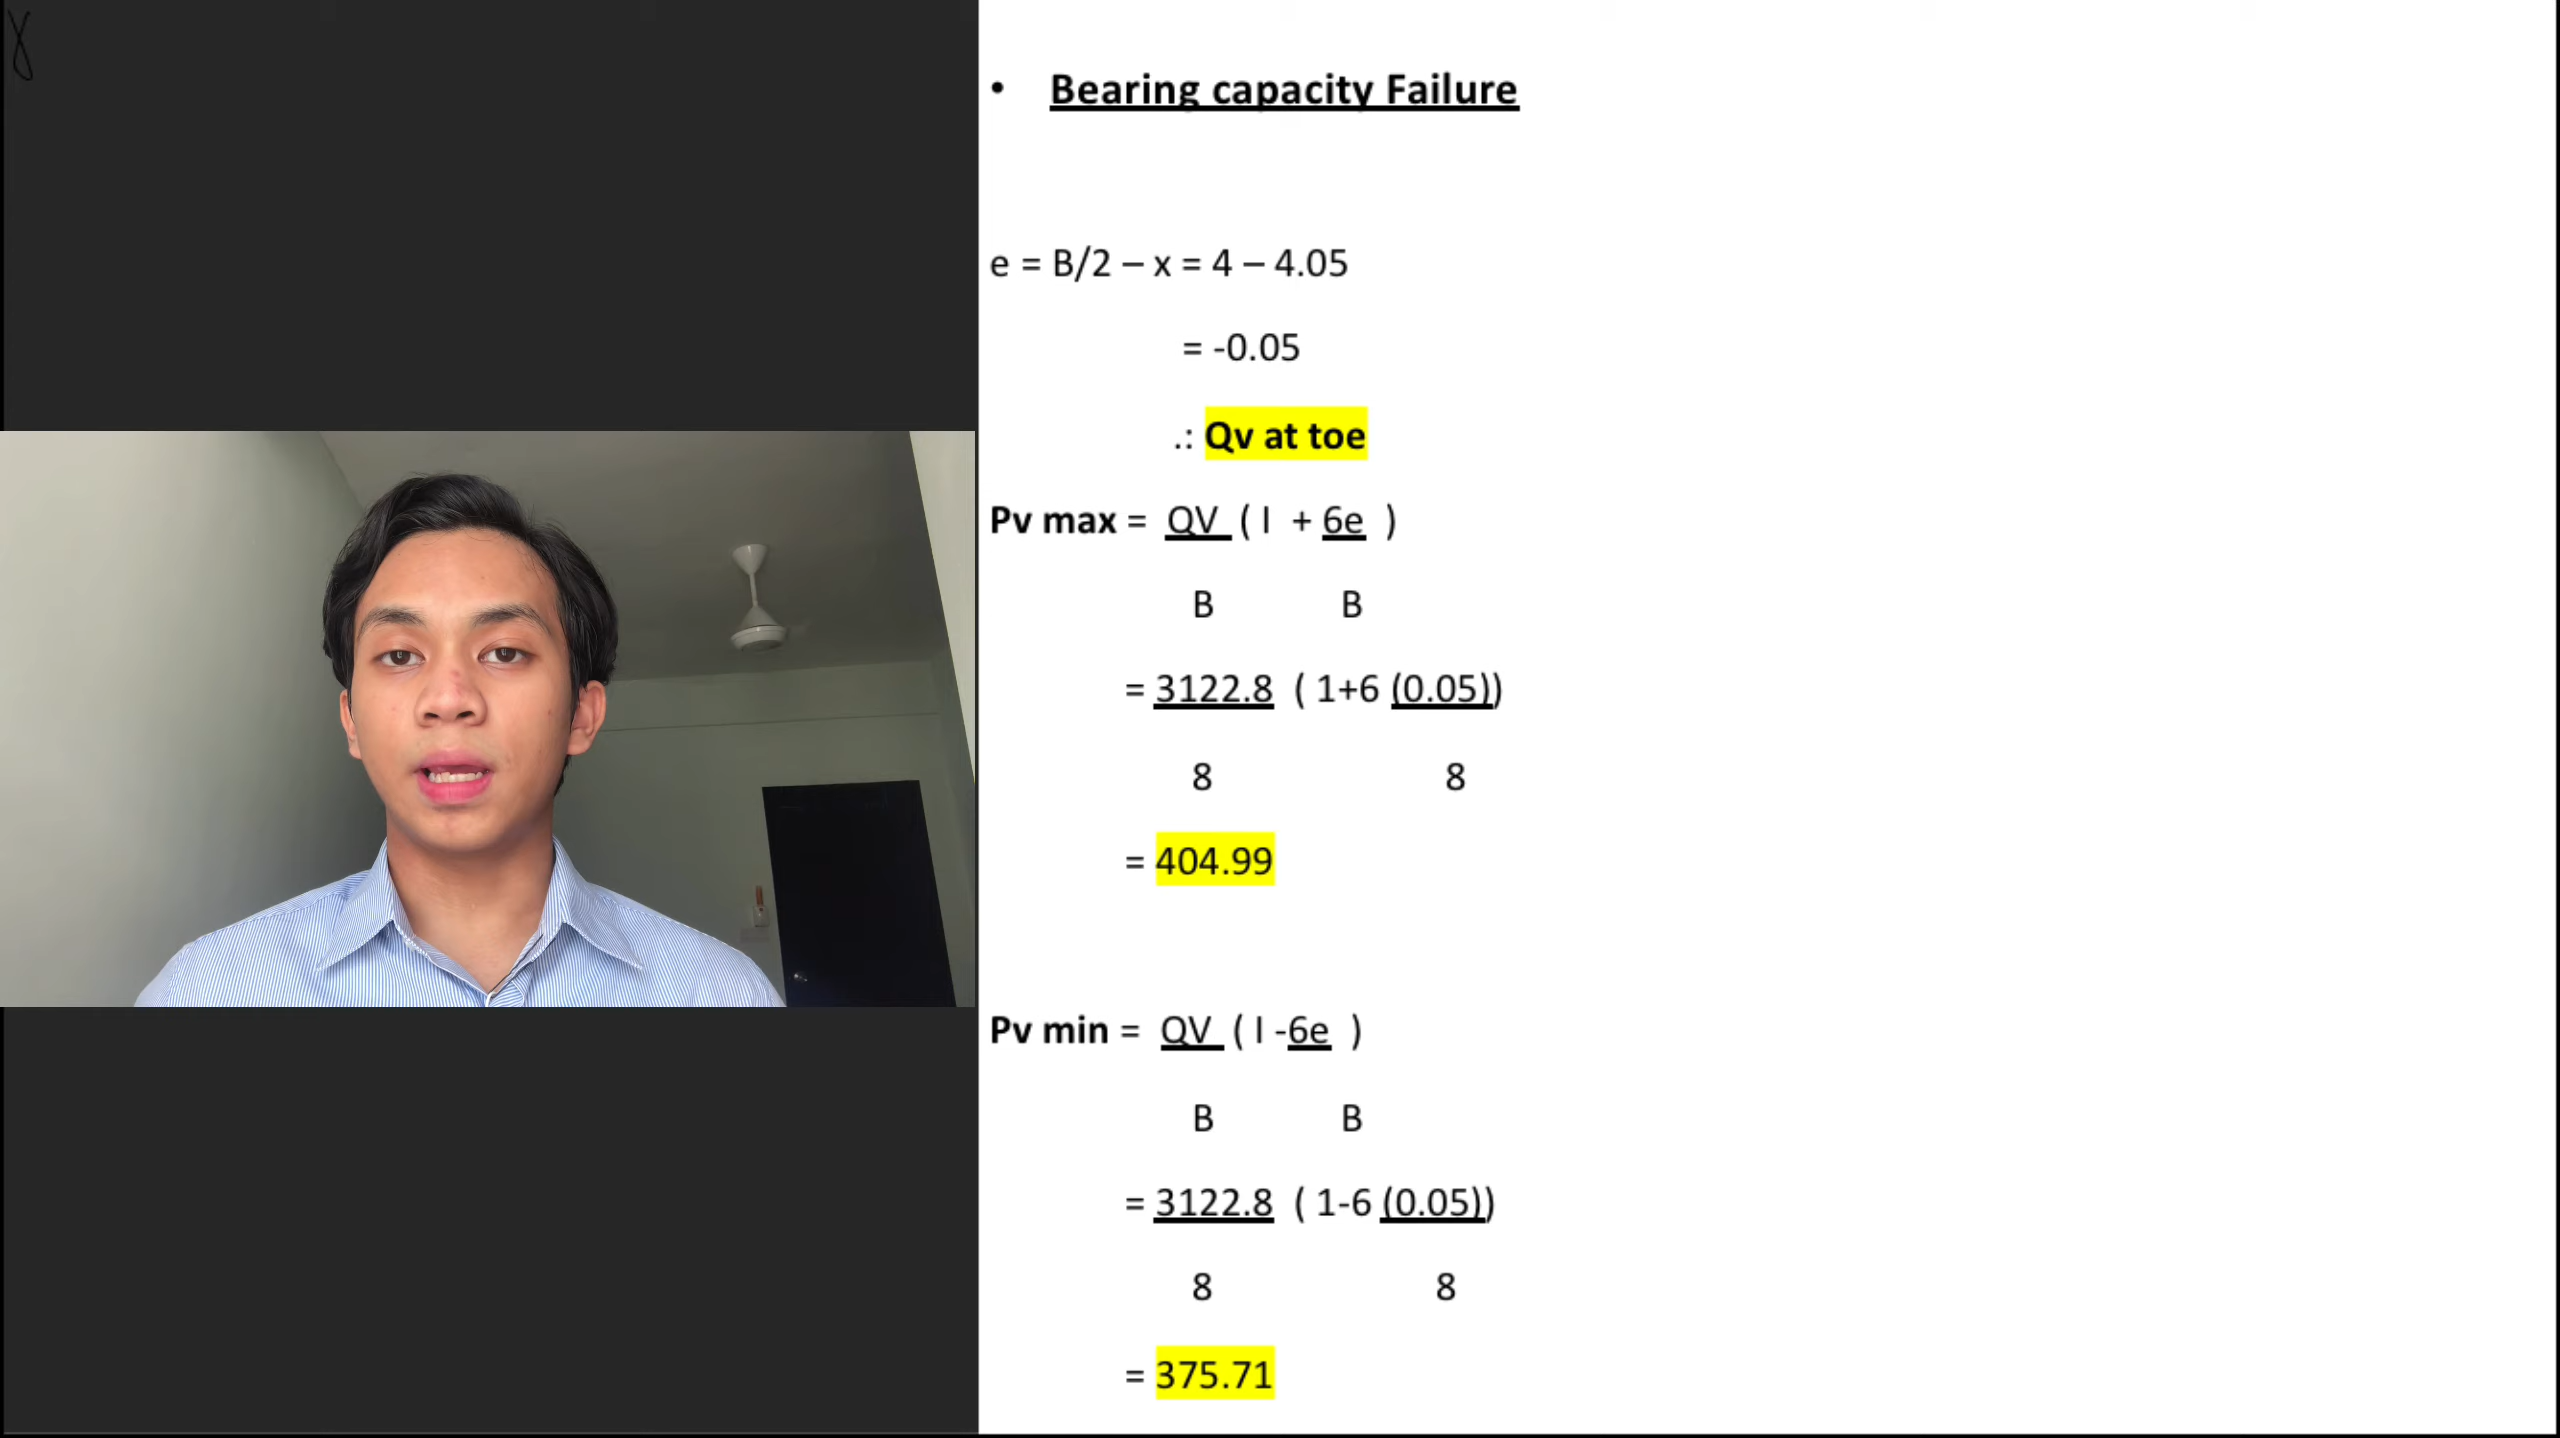 • Bearing capacity Failure
e = B/2 – x = 4 – 4.05
= -0.05
.: Qv at toe
Pv max = QV ( I + 6e )
B B
= 3122.8 ( 1+6 (0.05))
8 8
= 404.99
Pv min = QV ( I -6e )
B B
= 3122.8 ( 1-6 (0.05))
8 8
= 375.71